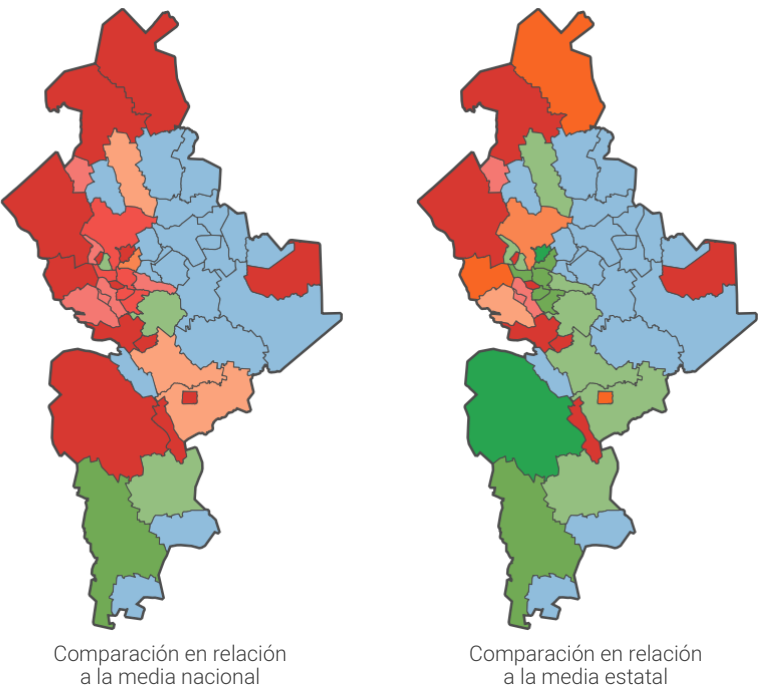 Comparación en relación
a la media nacional
Comparación en relación
a la media estatal